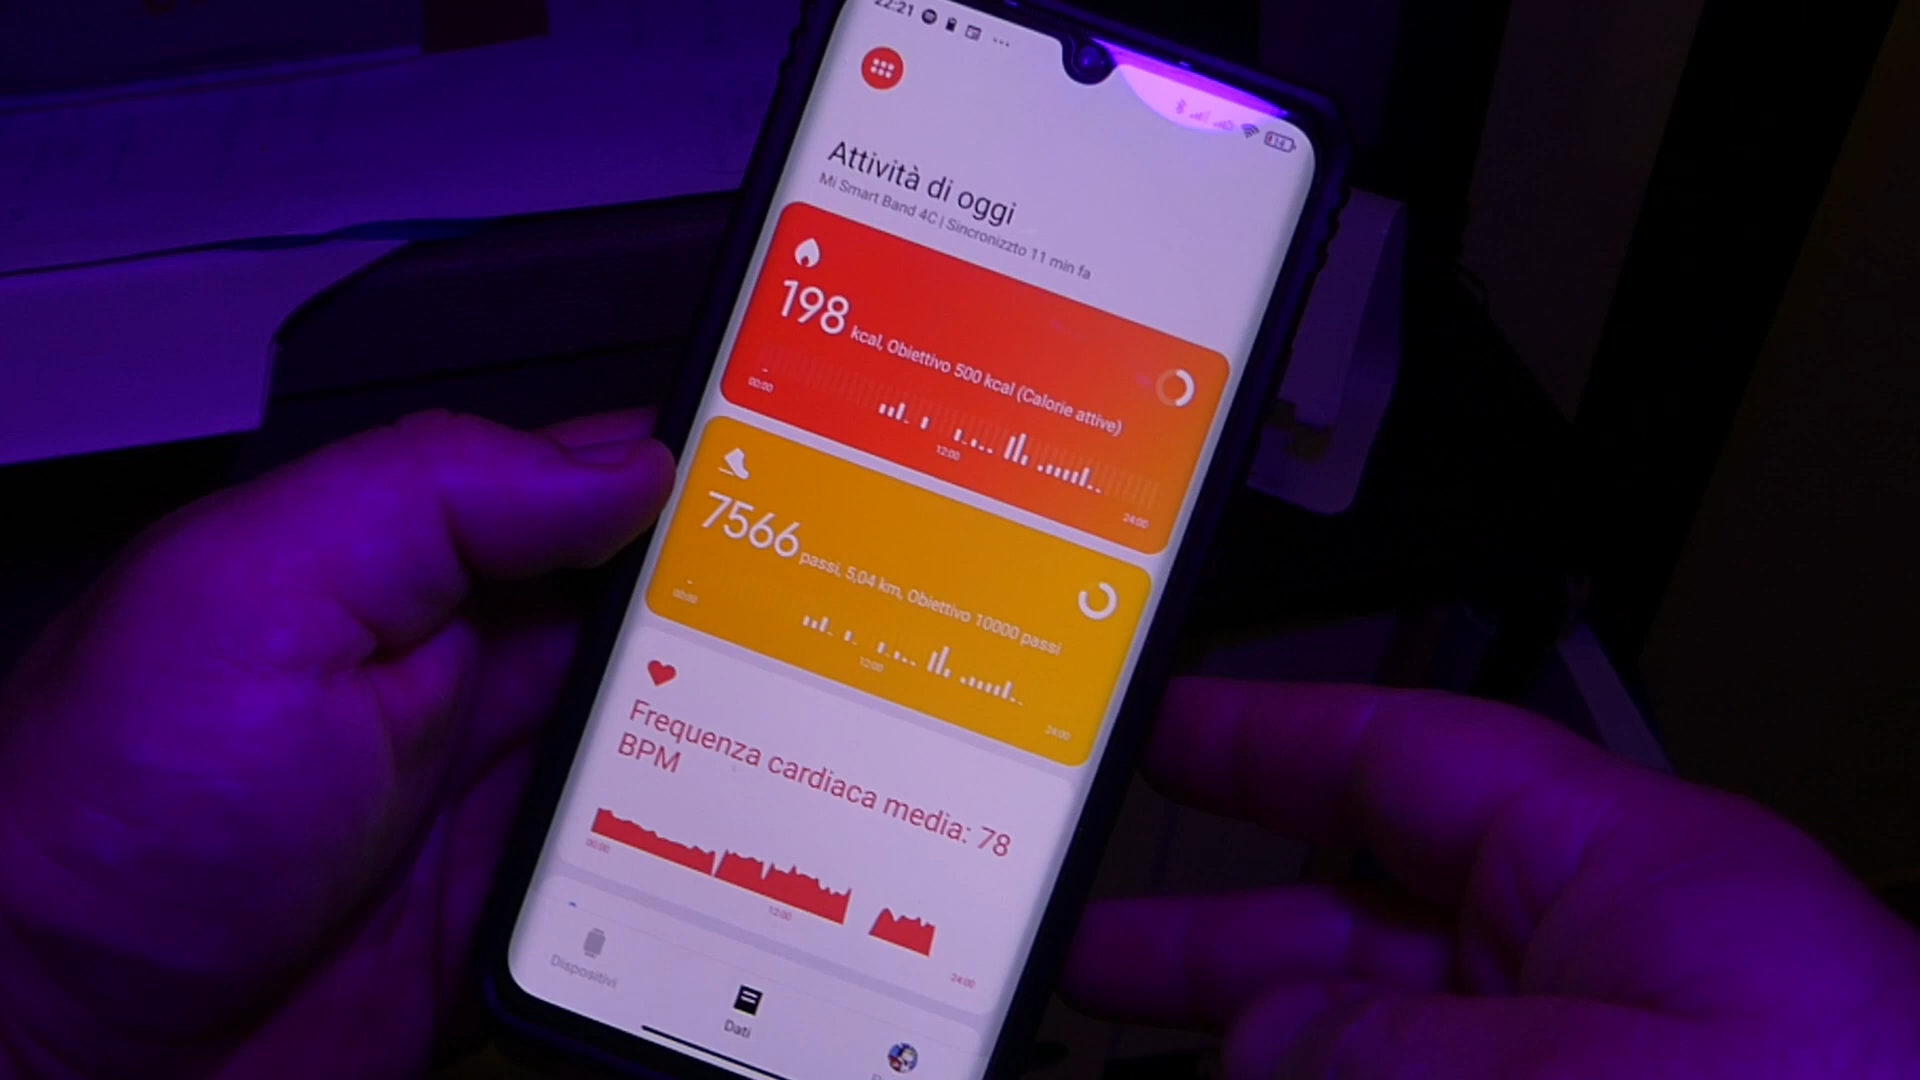 22:21
Attività di oggi
Mi Smart Band 4C | Sincronizzto 11 min fa
198 kcal, Obiettivo 500 kcal (Calorie attive)
00:00
12:00
24:00
7566 passi, 5,04 km, Obiettivo 10000 passi
00:00
12:00
24:00
Frequenza cardiaca media: 78
BPM
00:00
12:00
24:00
Dispositivi
Dati